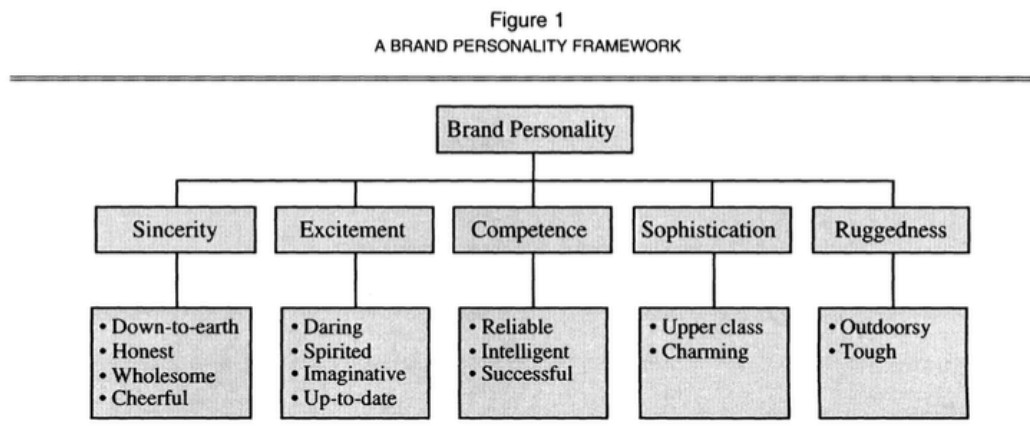 Figure 1
A BRAND PERSONALITY FRAMEWORK
Brand Personality
Sincerity
Excitement
Competence
Sophistication
Ruggedness
• Down-to-earth
• Honest
• Wholesome
• Cheerful
• Daring
• Spirited
• Imaginative
• Up-to-date
• Reliable
• Intelligent
• Successful
• Upper class
• Charming
• Outdoorsy
• Tough